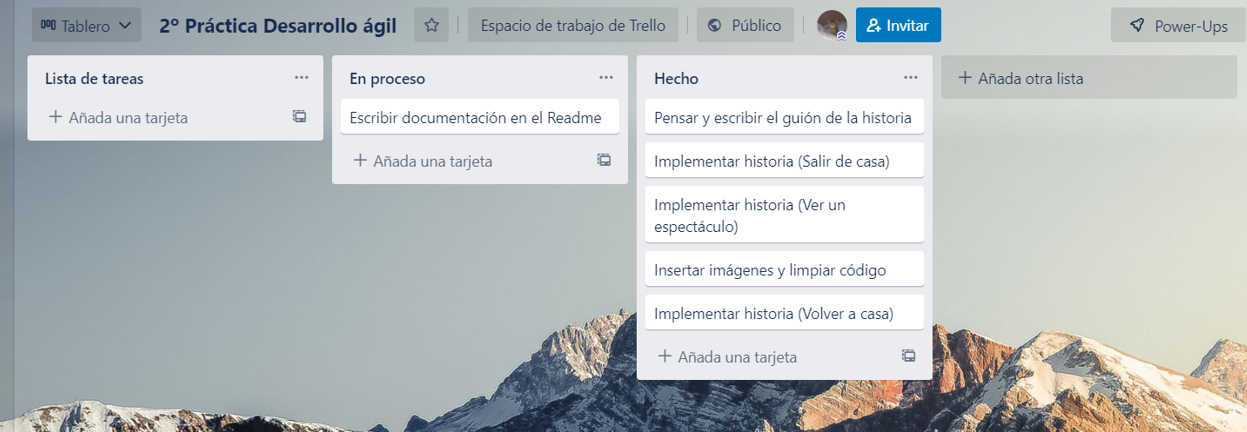 Tablero
2º Práctica Desarrollo ágil
Espacio de trabajo de Trello
Público
Invitar
Power-Ups
Lista de tareas
Añada una tarjeta
En proceso
Escribir documentación en el Readme
Añada una tarjeta
Hecho
Pensar y escribir el guión de la historia
Implementar historia (Salir de casa)
Implementar historia (Ver un
espectáculo)
Insertar imágenes y limpiar código
Implementar historia (Volver a casa)
Añada una tarjeta
Añada otra lista